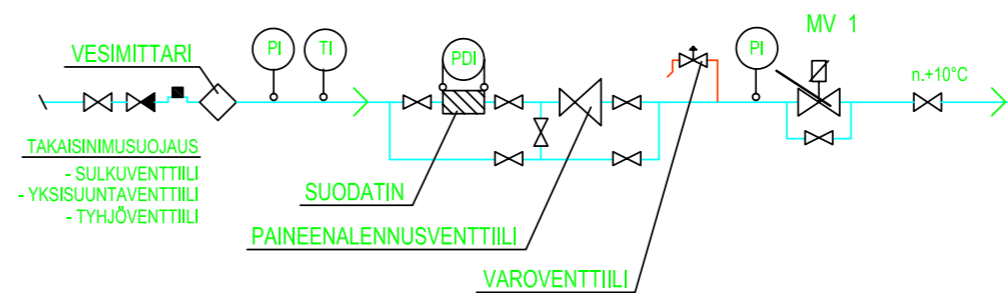 MV 1
VESIMITTARI
PI
TI
PDI
PI
n.+10°C
TAKAISINIMUSUOJAUS
- SULKUVENTTIILI
- YKSISUUNTAVENTTIILI
- TYHJÖVENTTIILI
SUODATIN
PAINEENALENNUSVENTTIILI
VAROVENTTIILI